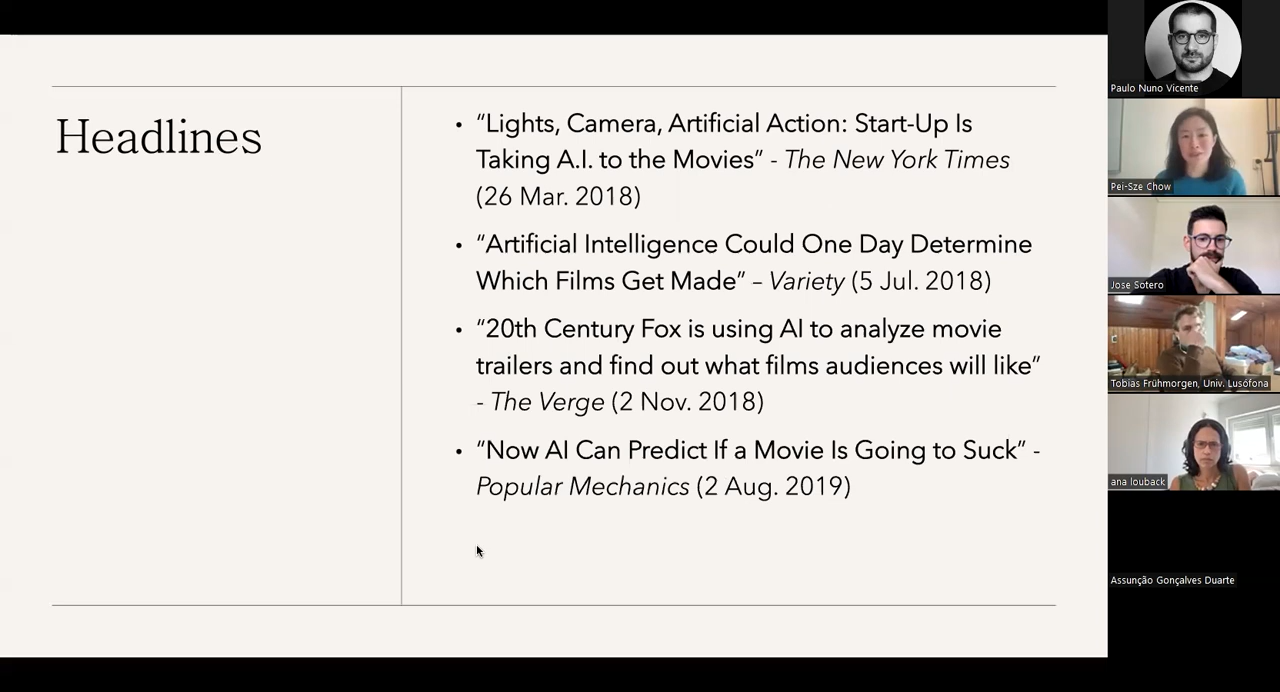 Headlines
• “Lights, Camera, Artificial Action: Start-Up Is
Taking A.I. to the Movies” - The New York Times
(26 Mar. 2018)
• “Artificial Intelligence Could One Day Determine
Which Films Get Made” – Variety (5 Jul. 2018)
• “20th Century Fox is using AI to analyze movie
trailers and find out what films audiences will like”
- The Verge (2 Nov. 2018)
• “Now AI Can Predict If a Movie Is Going to Suck” -
Popular Mechanics (2 Aug. 2019)
Paulo Nuno Vicente
Pei-Sze Chow
Jose Sotero
Tobias Frühmorgen, Univ. Lusófona
ana louback
Assunção Gonçalves Duarte